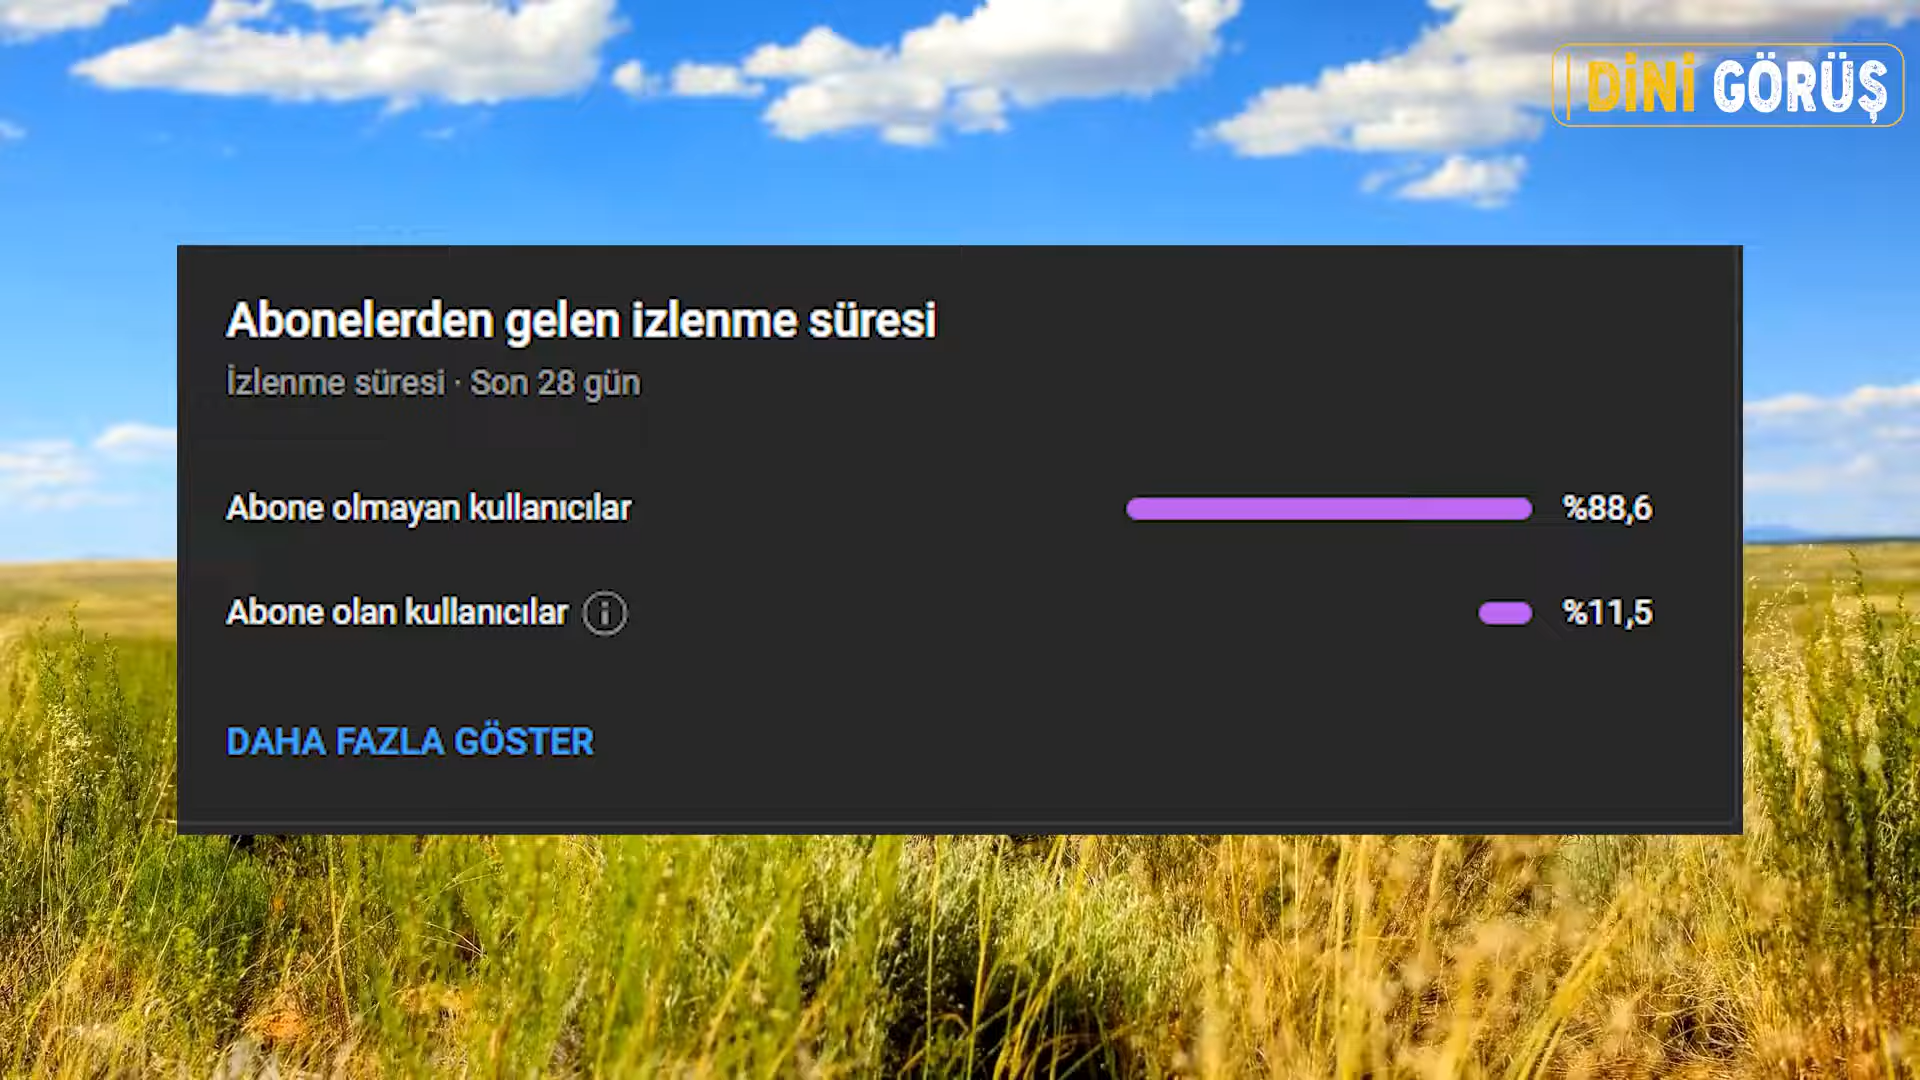 DİNİ GÖRÜŞ
Abonelerden gelen izlenme süresi
İzlenme süresi · Son 28 gün
Abone olmayan kullanıcılar %88,6
Abone olan kullanıcılar %11,5
DAHA FAZLA GÖSTER